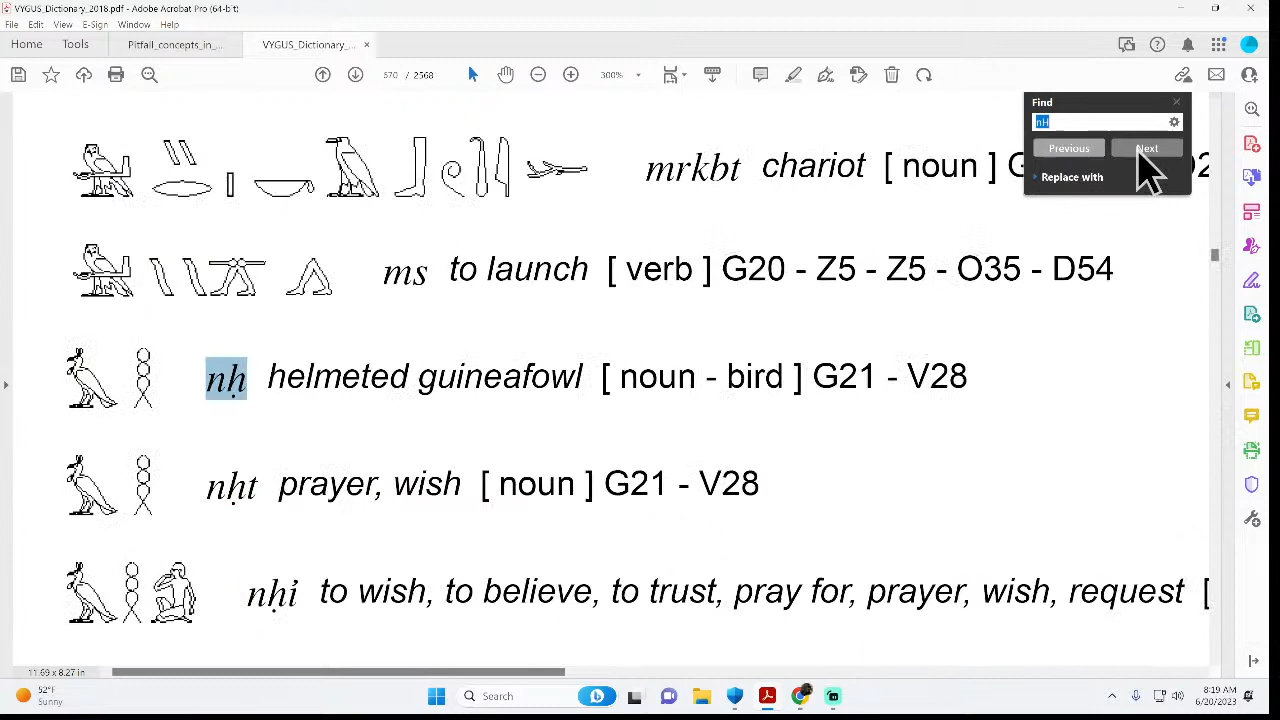 VYGUS_Dictionary_2018.pdf - Adobe Acrobat Pro (64-bit)
File Edit View E-Sign Window Help
Home Tools Pitfall_concepts_in_... VYGUS_Dictionary_... ×
570 / 2568 300%
Find
nH
Previous Next
Replace with
mrkbt chariot [ noun ] G
ms to launch [ verb ] G20 - Z5 - Z5 - O35 - D54
nḥ helmeted guineafowl [ noun - bird ] G21 - V28
nḥt prayer, wish [ noun ] G21 - V28
nḥỉ to wish, to believe, to trust, pray for, prayer, wish, request [
11.69 x 8.27 in
52°F
Sunny
Search
8:19 AM
6/20/2023